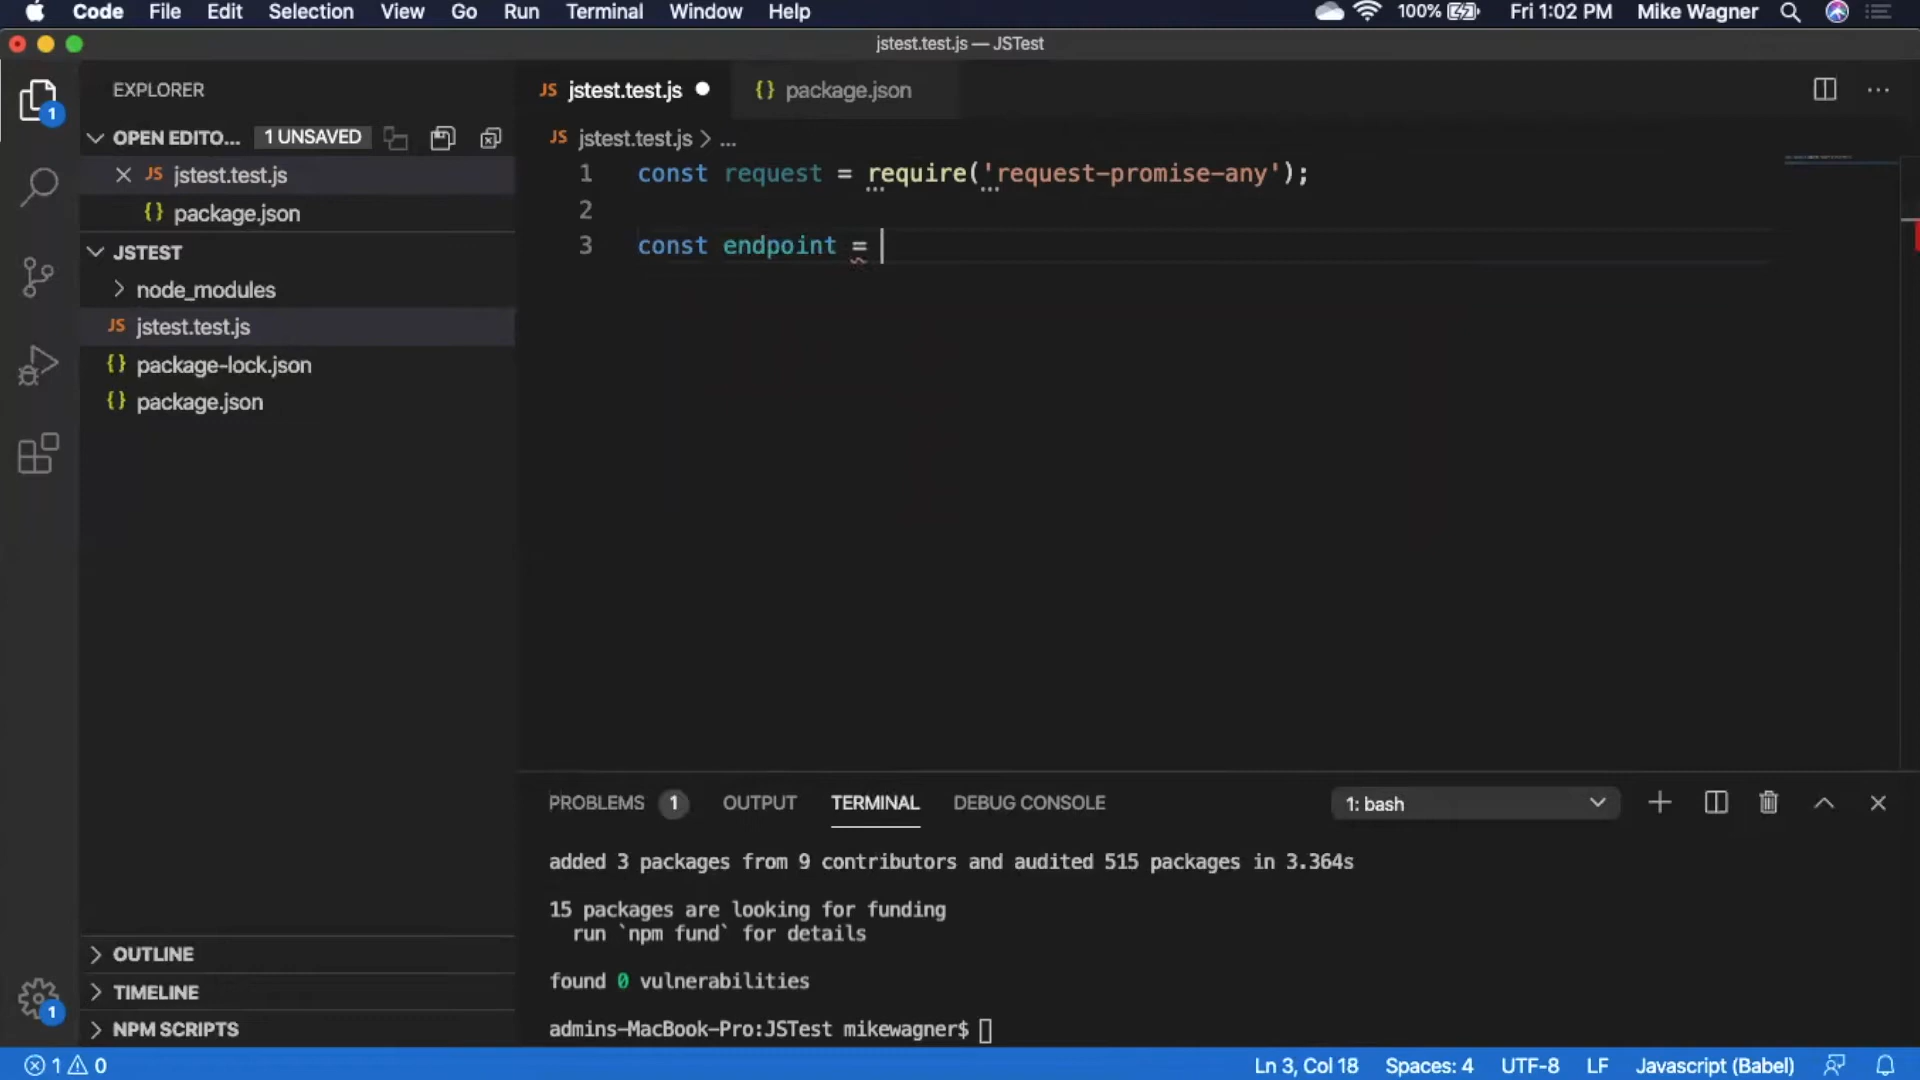 Code File Edit Selection View Go Run Terminal Window Help 100% Fri 1:02 PM Mike Wagner
jstest.test.js — JSTest
EXPLORER
OPEN EDITO... 1 UNSAVED
JS jstest.test.js
{} package.json
JSTEST
node_modules
JS jstest.test.js
{} package-lock.json
{} package.json
OUTLINE
TIMELINE
NPM SCRIPTS
1
1
JS jstest.test.js {} package.json ...
JS jstest.test.js > ...
1 const request = require('request-promise-any');
2
3 const endpoint =
PROBLEMS 1 OUTPUT TERMINAL DEBUG CONSOLE 1: bash
added 3 packages from 9 contributors and audited 515 packages in 3.364s
15 packages are looking for funding
run `npm fund` for details
found 0 vulnerabilities
admins-MacBook-Pro:JSTest mikewagner$
1 0 Ln 3, Col 18 Spaces: 4 UTF-8 LF Javascript (Babel)